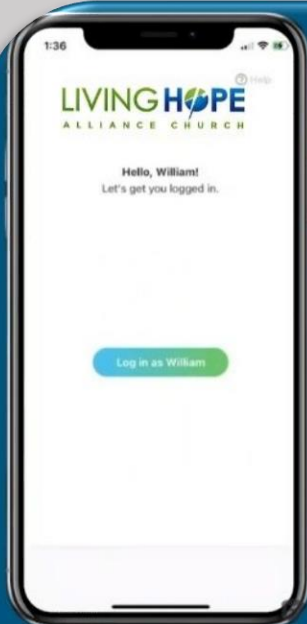 1:36
Help
LIVING HOPE
ALLIANCE CHURCH
Hello, William!
Let's get you logged in.
Log in as William